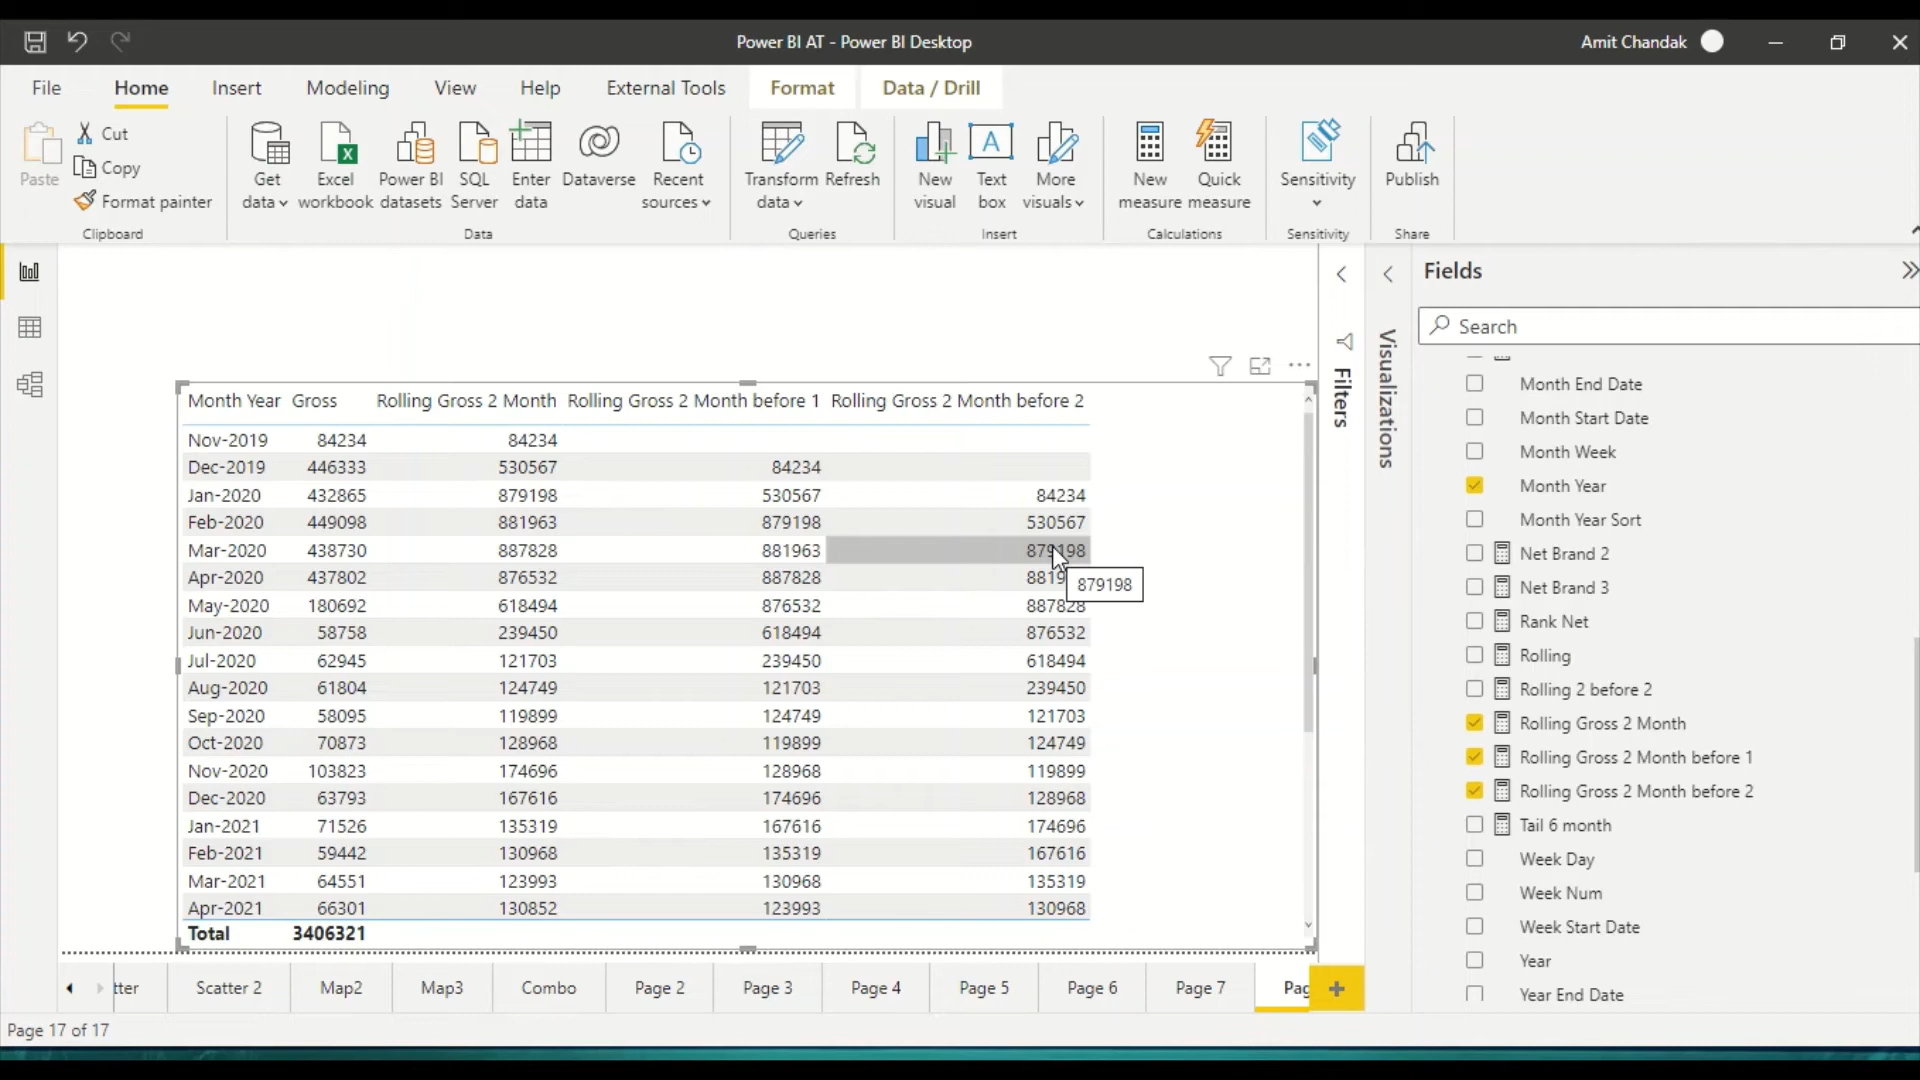 Power BI AT - Power BI Desktop
Amit Chandak
File Home Insert Modeling View Help External Tools Format Data / Drill
Paste
Cut
Copy
Format painter
Clipboard
Get data
Excel workbook
Power BI datasets
SQL Server
Enter data
Dataverse
Recent sources
Data
Transform data
Refresh
Queries
New visual
A
Text box
More visuals
Insert
New measure
Quick measure
Calculations
Sensitivity
Sensitivity
Publish
Share
Month Year Gross Rolling Gross 2 Month Rolling Gross 2 Month before 1 Rolling Gross 2 Month before 2
Nov-2019 84234 84234
Dec-2019 446333 530567 84234
Jan-2020 432865 879198 530567 84234
Feb-2020 449098 881963 879198 530567
Mar-2020 438730 887828 881963 879198
Apr-2020 437802 876532 887828
879198
May-2020 180692 618494 876532 887828
Jun-2020 58758 239450 618494 876532
Jul-2020 62945 121703 239450 618494
Aug-2020 61804 124749 121703 239450
Sep-2020 58095 119899 124749 121703
Oct-2020 70873 128968 119899 124749
Nov-2020 103823 174696 128968 119899
Dec-2020 63793 167616 174696 128968
Jan-2021 71526 135319 167616 174696
Feb-2021 59442 130968 135319 167616
Mar-2021 64551 123993 130968 135319
Apr-2021 66301 130852 123993 130968
Total 3406321
Filters
Visualizations
Fields
Search
Month End Date
Month Start Date
Month Week
Month Year
Month Year Sort
Net Brand 2
Net Brand 3
Rank Net
Rolling
Rolling 2 before 2
Rolling Gross 2 Month
Rolling Gross 2 Month before 1
Rolling Gross 2 Month before 2
Tail 6 month
Week Day
Week Num
Week Start Date
Year
Year End Date
tter Scatter 2 Map2 Map3 Combo Page 2 Page 3 Page 4 Page 5 Page 6 Page 7 Pag
Page 17 of 17